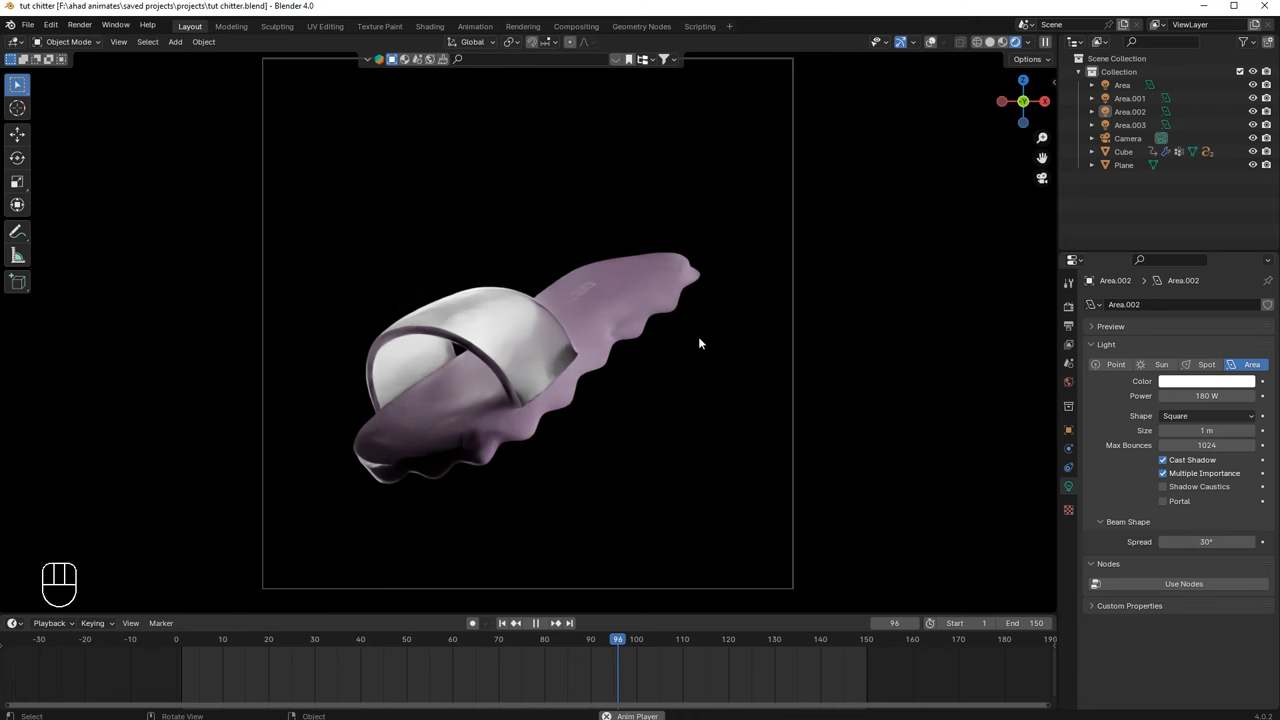 tut chitter [F:\ahad animates\saved projects\projects\tut chitter.blend] - Blender 4.0
File Edit Render Window Help Layout Modeling Sculpting UV Editing Texture Paint Shading Animation Rendering Compositing Geometry Nodes Scripting + Scene ViewLayer
Object Mode View Select Add Object Global
Options
Z
-Y X
Scene Collection
Collection
Area
Area.001
Area.002
Area.003
Camera
Cube 2
Plane
Area.002 > Area.002
Area.002
Preview
Light
Point Sun Spot Area
Color
Power 180 W
Shape Square
Size 1 m
Max Bounces 1024
Cast Shadow
Multiple Importance
Shadow Caustics
Portal
Beam Shape
Spread 30°
Nodes
Use Nodes
Custom Properties
Playback Keying View Marker 96 Start 1 End 150
-30 -20 -10 0 10 20 30 40 50 60 70 80 90 96 100 110 120 130 140 150 160 170 180 190
Select Rotate View Object Anim Player 4.0.2